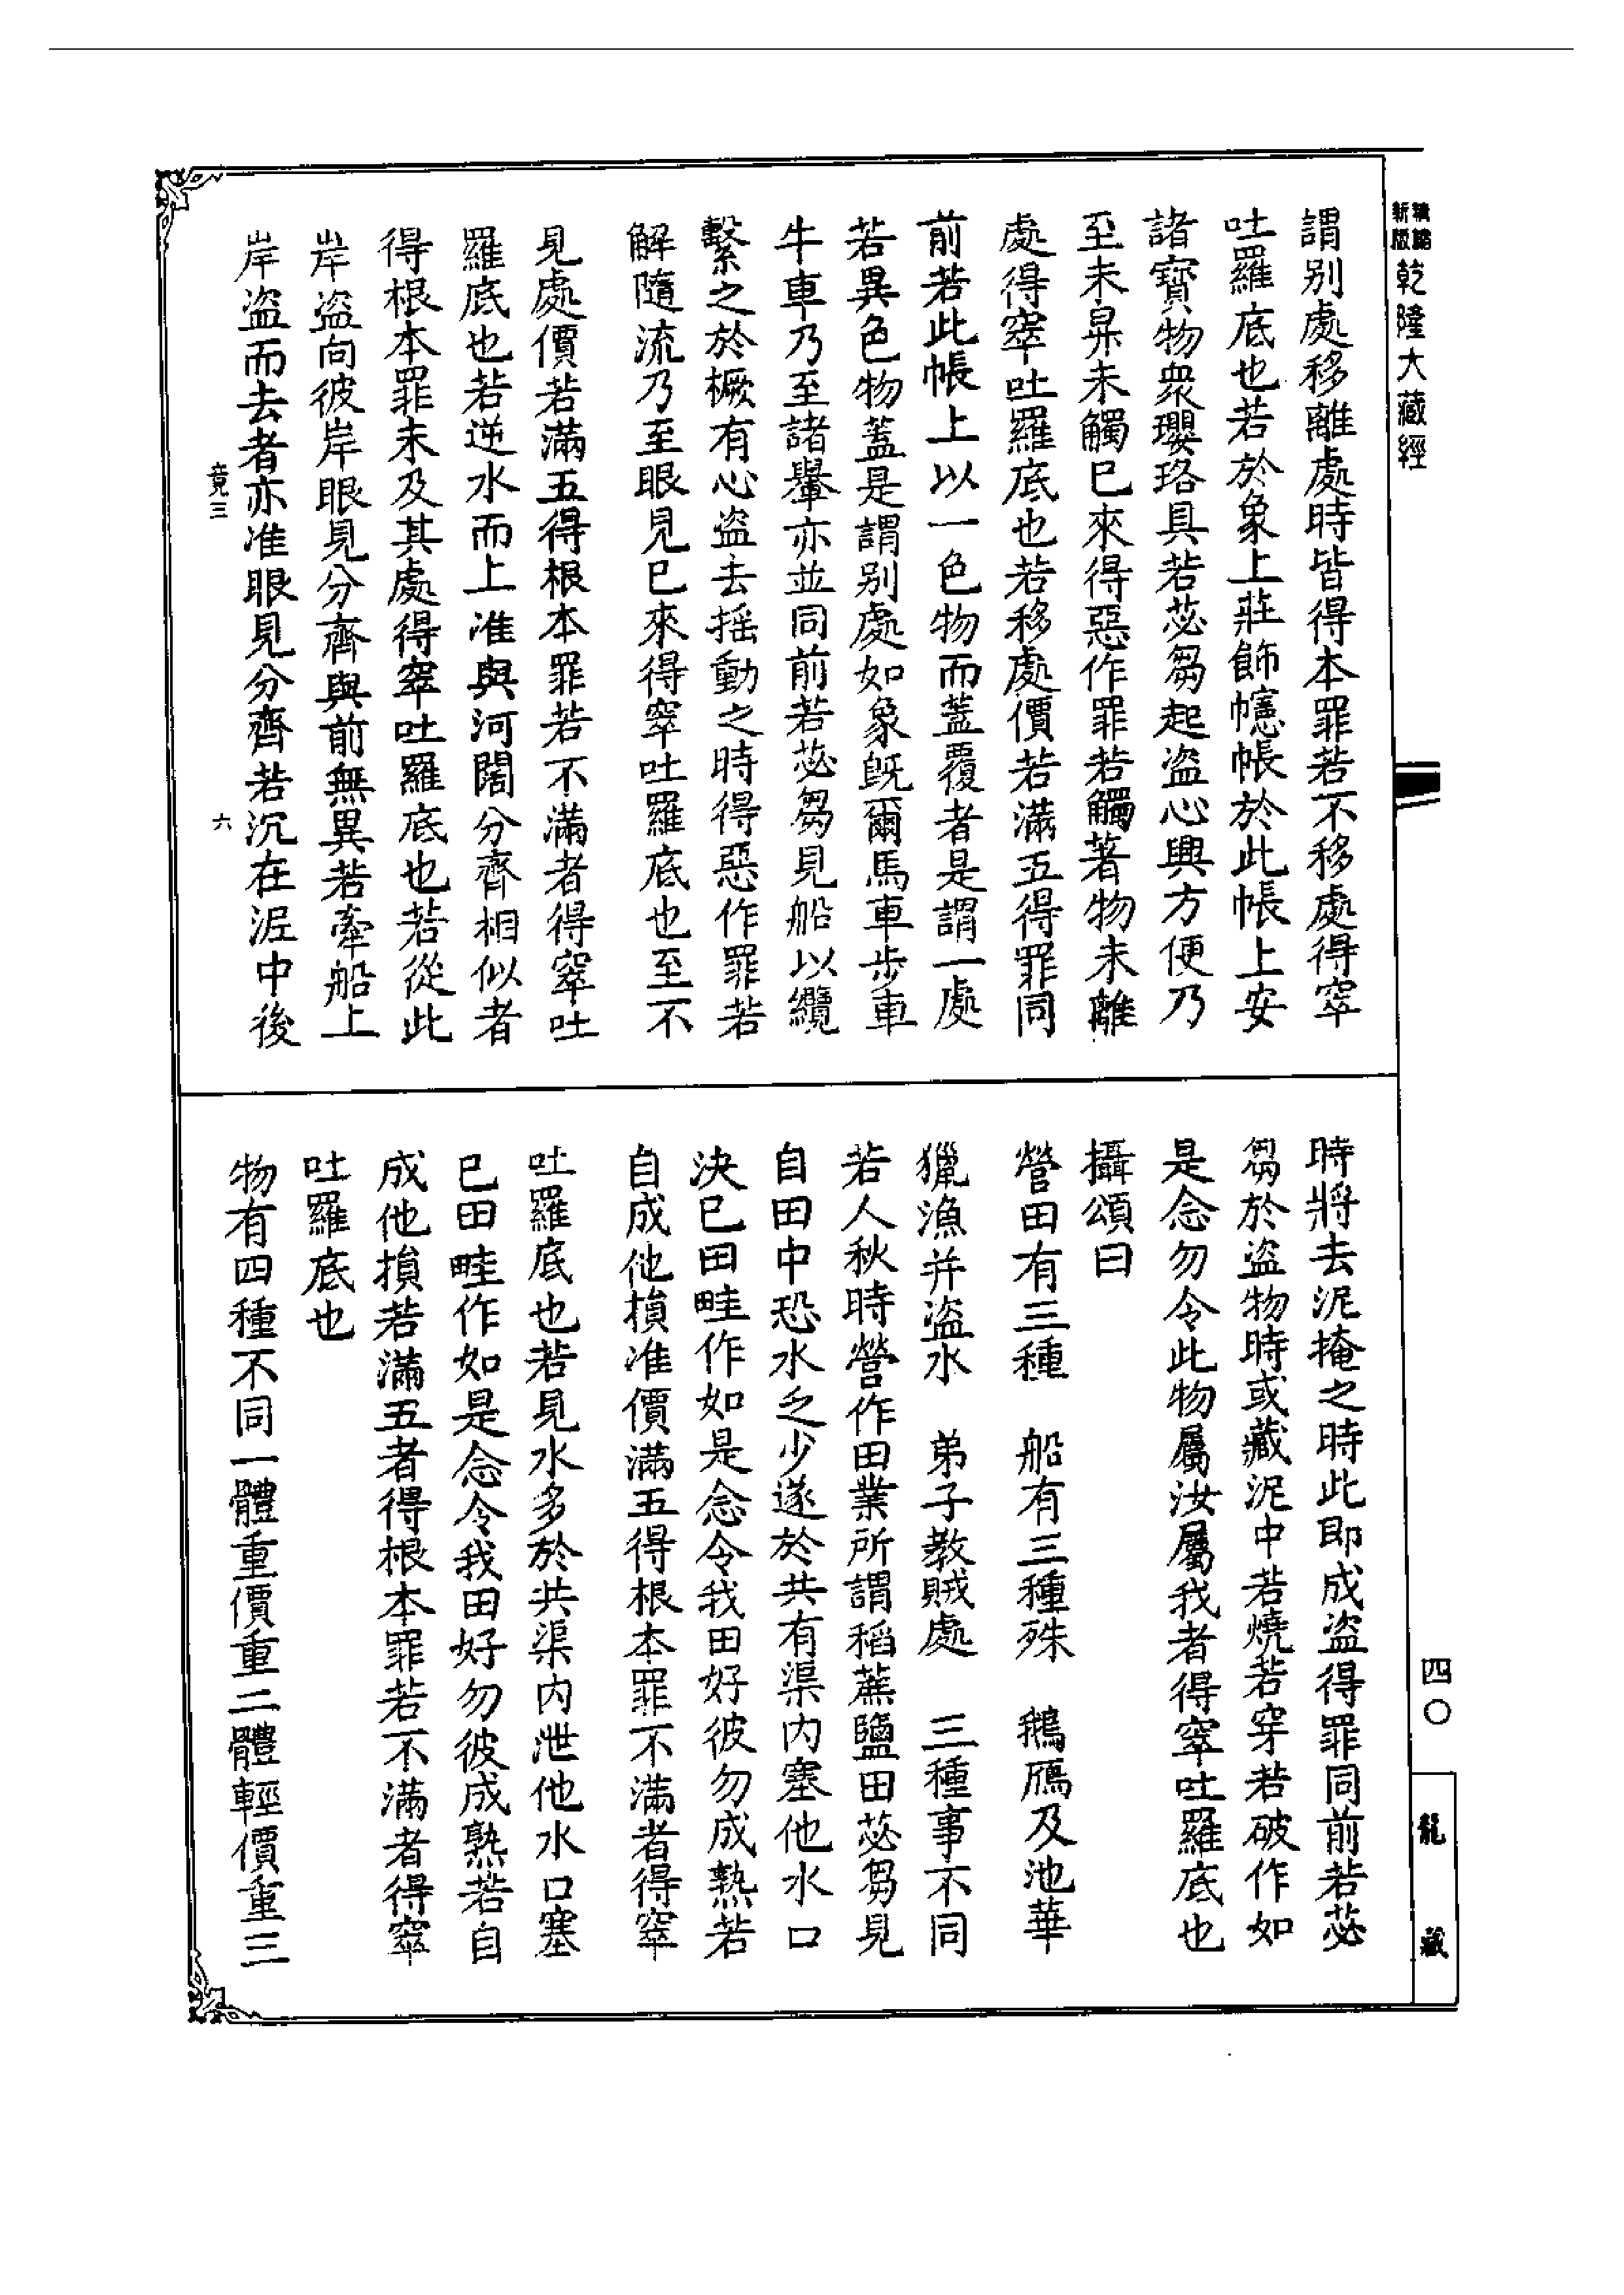 新版
乾隆大藏經
謂别處移離處時皆得本罪若不移處得窣
吐羅底也若於象上莊飾幰帳於此帳上安
諸寶物衆瓔珞具若苾芻起盜心興方便乃
至未舁未觸已來得惡作罪若觸著物未離
處得窣吐羅底也若移處價若滿五得罪同
前若此帳上以一色物而蓋覆者是謂一處
若異色物蓋是謂别處如象既爾馬車步車
牛車乃至諸轝亦並同前若苾芻見船以纜
繫之於橛有心盜去摇動之時得惡作罪若
解隨流乃至眼見已來得窣吐羅底也至不
見處價若滿五得根本罪若不滿者得窣吐
羅底也若逆水而上准與河闊分齊相似者
得根本罪未及其處得窣吐羅底也若從此
岸盜向彼岸眼見分齊與前無異若牽船上
岸盜而去者亦准眼見分齊若沉在泥中後
竟三 六
時將去泥掩之時此即成盜得罪同前若苾
芻於盜物時或藏泥中若燒若穿若破作如
是念勿令此物屬汝屬我者得窣吐羅底也
攝頌曰
營田有三種 船有三種殊 鵝鴈及池華
獵漁并盜水 弟子教賊處 三種事不同
若人秋時營作田業所謂稻蔗鹽田苾芻見
自田中恐水乏少遂於共有渠内塞他水口
決已田畦作如是念令我田好彼勿成熟若
自成他損准價滿五得根本罪不滿者得窣
吐羅底也若見水多於共渠内泄他水口塞
已田畦作如是念令我田好勿彼成熟若自
成他損若滿五者得根本罪若不滿者得窣
吐羅底也
物有四種不同一體重價重二體輕價重三
四〇
龍藏